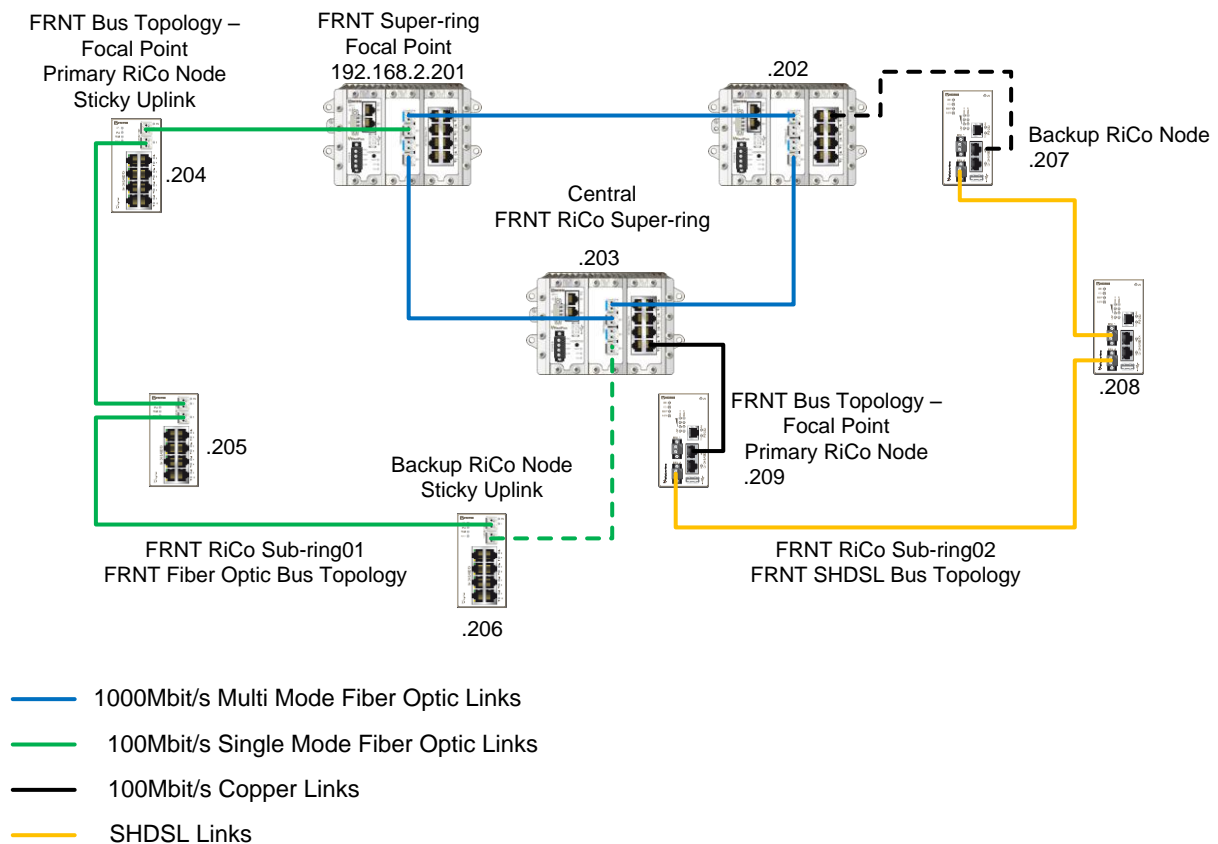 FRNT Bus Topology –
Focal Point
Primary RiCo Node
Sticky Uplink
FRNT Super-ring
Focal Point
192.168.2.201
.202
Backup RiCo Node
.207
.204
Central
FRNT RiCo Super-ring
.203
.208
FRNT Bus Topology –
Focal Point
Primary RiCo Node
.209
.205
Backup RiCo Node
Sticky Uplink
FRNT RiCo Sub-ring01
FRNT Fiber Optic Bus Topology
FRNT RiCo Sub-ring02
FRNT SHDSL Bus Topology
.206
1000Mbit/s Multi Mode Fiber Optic Links
100Mbit/s Single Mode Fiber Optic Links
100Mbit/s Copper Links
SHDSL Links